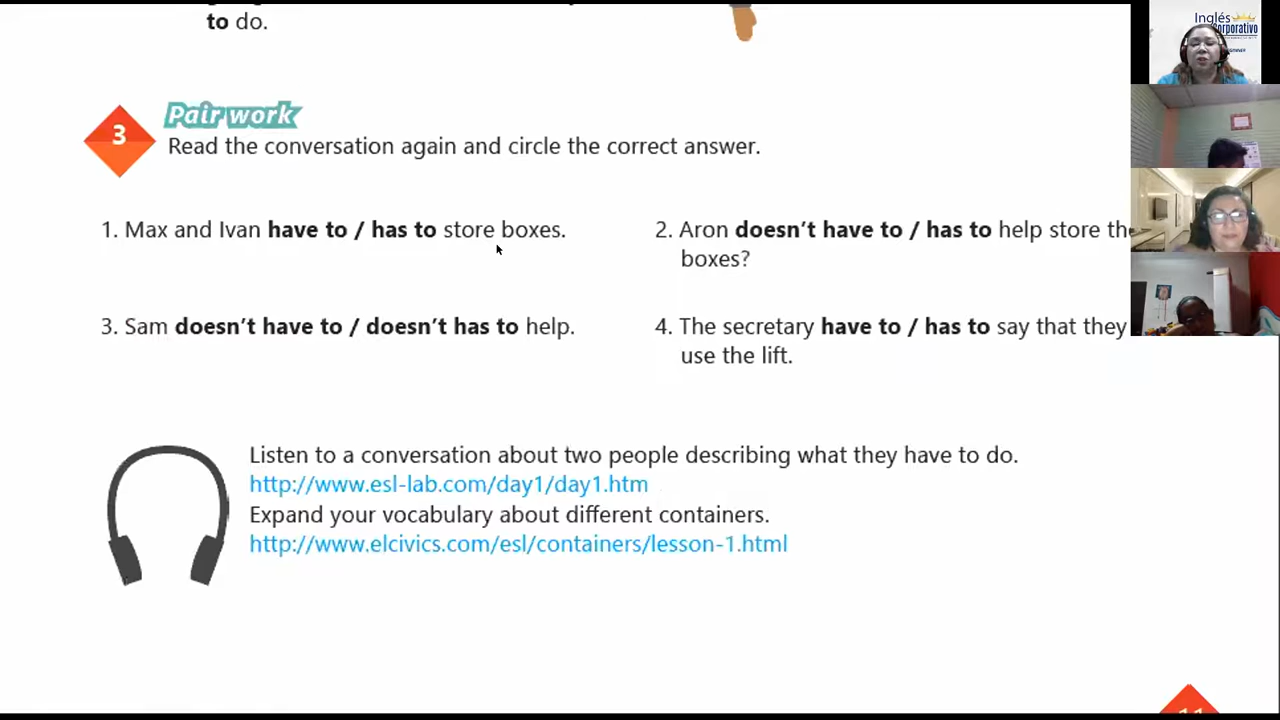 to do.
Inglés
Corporativo
3
Pair work
Read the conversation again and circle the correct answer.
1. Max and Ivan have to / has to store boxes.
2. Aron doesn't have to / has to help store the
boxes?
3. Sam doesn't have to / doesn't has to help.
4. The secretary have to / has to say that they
use the lift.
Listen to a conversation about two people describing what they have to do.
http://www.esl-lab.com/day1/day1.htm
Expand your vocabulary about different containers.
http://www.elcivics.com/esl/containers/lesson-1.html